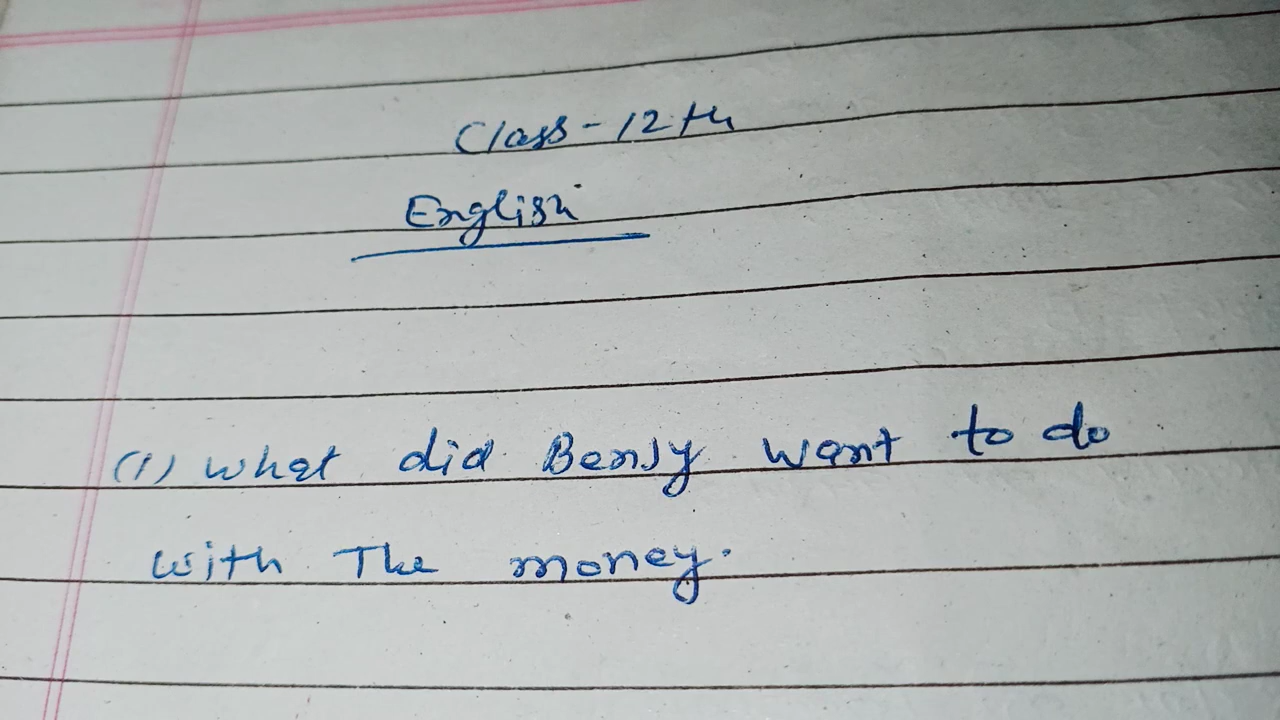 Class - 12th
English
(1) What did Benjy want to do
with The money.